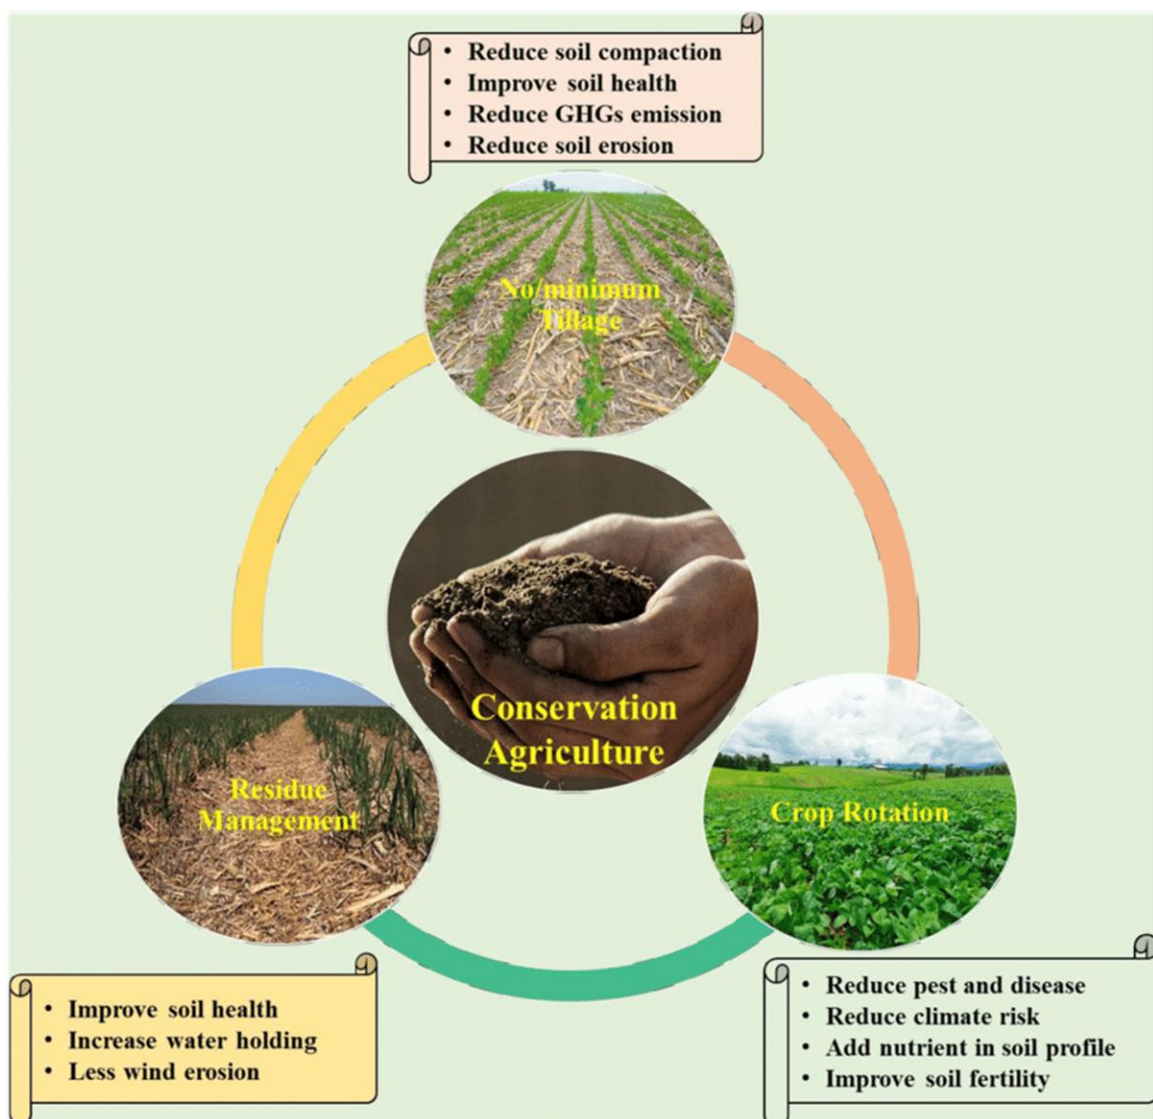 • Reduce soil compaction
• Improve soil health
• Reduce GHGs emission
• Reduce soil erosion
No/minimum
Tillage
Conservation
Agriculture
Residue
Management
Crop Rotation
• Improve soil health
• Increase water holding
• Less wind erosion
• Reduce pest and disease
• Reduce climate risk
• Add nutrient in soil profile
• Improve soil fertility